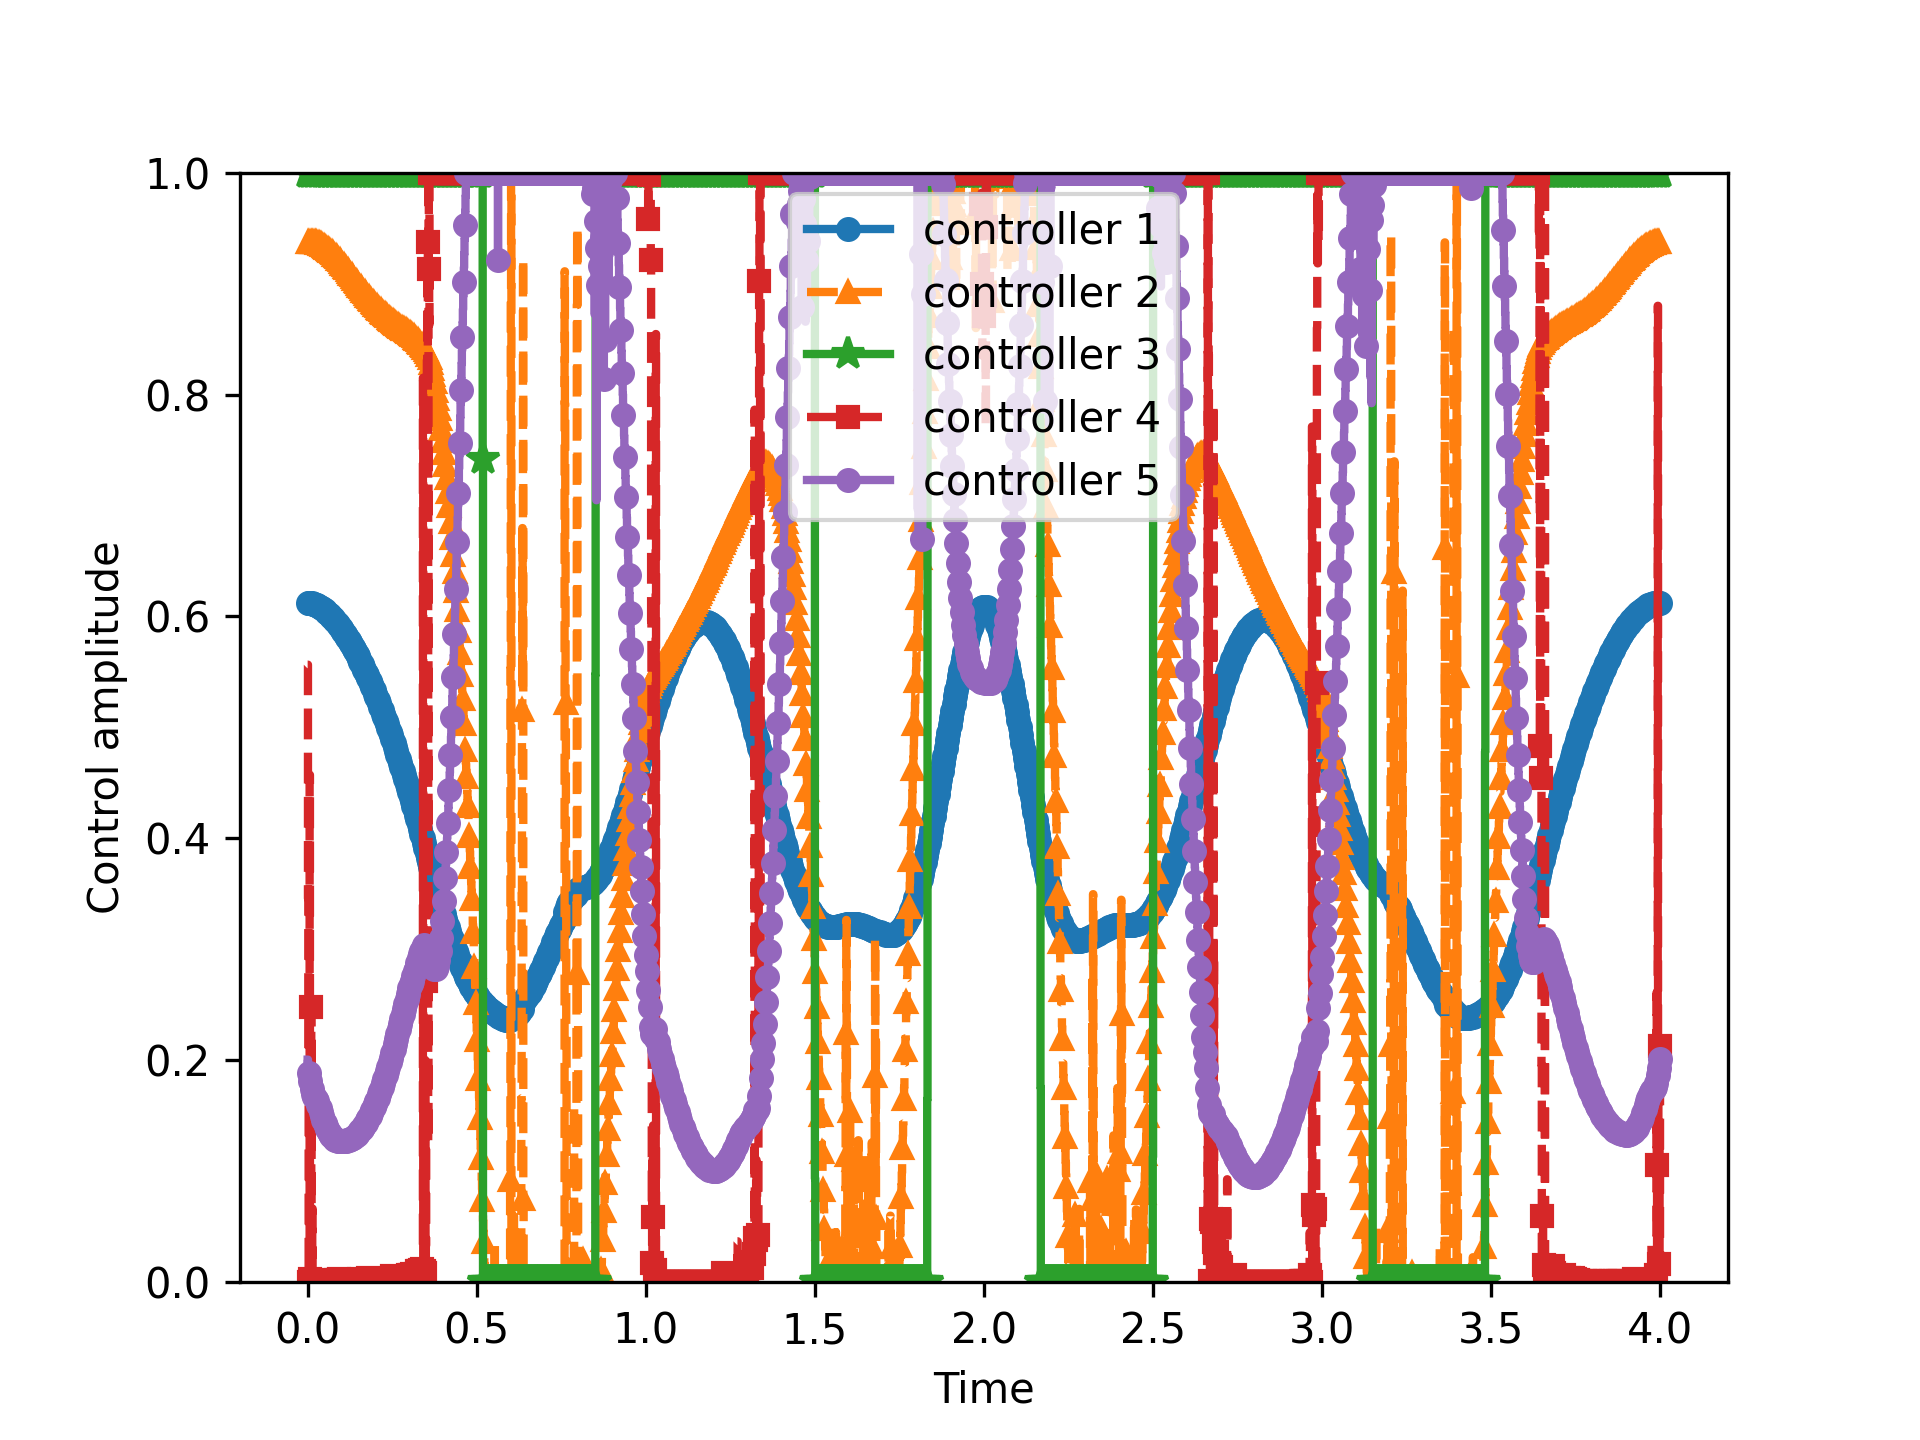 1.0
0.8
0.6
0.4
0.2
0.0
Control amplitude
controller 1
controller 2
controller 3
controller 4
controller 5
0.0 0.5 1.0 1.5 2.0 2.5 3.0 3.5 4.0
Time